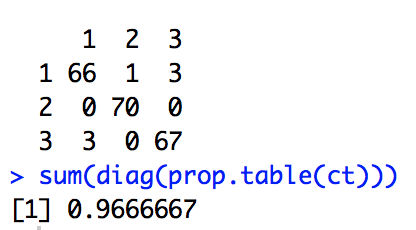 1 2 3
1 66 1 3
2 0 70 0
3 3 0 67
> sum(diag(prop.table(ct)))
[1] 0.9666667